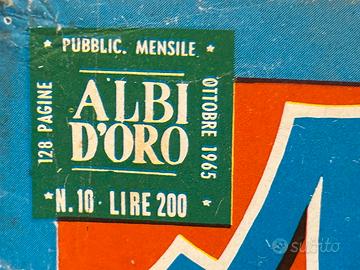 * PUBBLIC. MENSILE *
128 PAGINE
ALBI
D'ORO
OTTOBRE 1965
*N.10·LIRE 200 *
subito